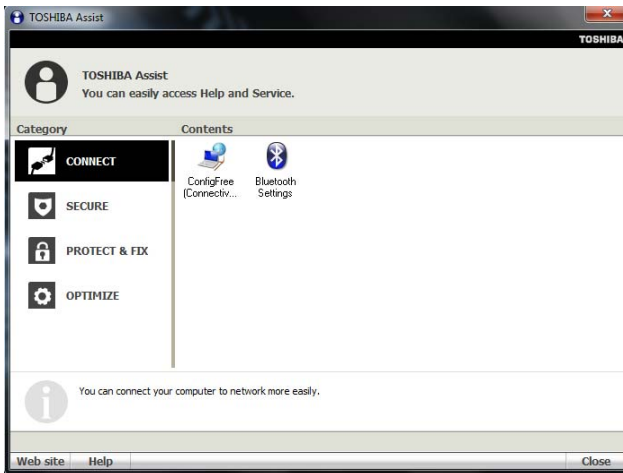 TOSHIBA Assist
TOSHIBA
TOSHIBA Assist
You can easily access Help and Service.
Category
Contents
CONNECT
SECURE
PROTECT & FIX
OPTIMIZE
ConfigFree
(Connectiv...
Bluetooth
Settings
You can connect your computer to network more easily.
Web site
Help
Close